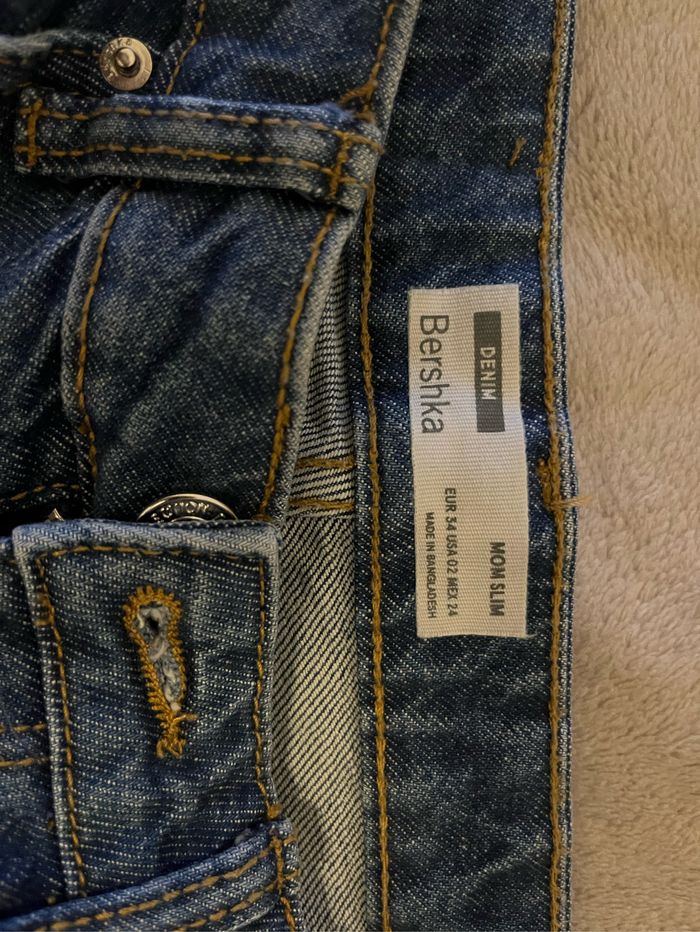 DENIM
Bershka
MOM SLIM
EUR 34 USA 02 MEX 24
MADE IN BANGLADESH